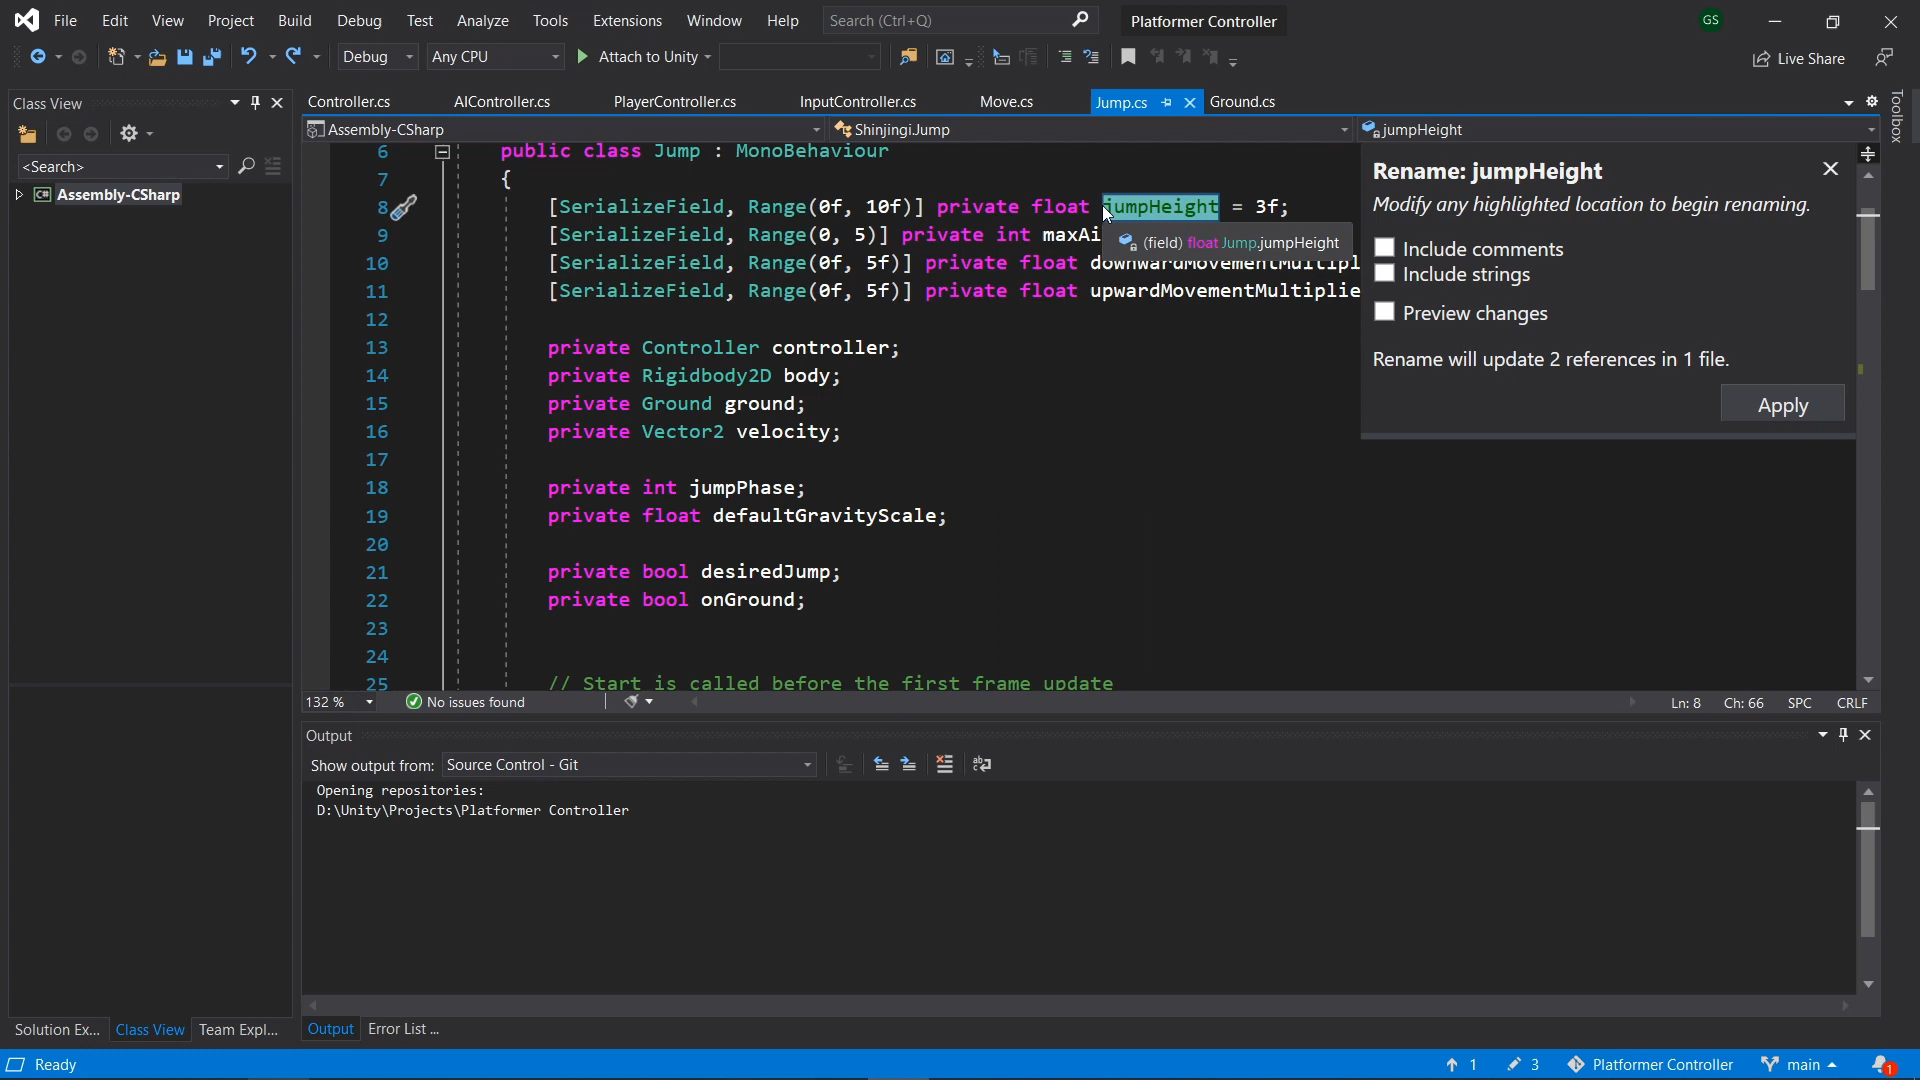 File Edit View Project Build Debug Test Analyze Tools Extensions Window Help Search (Ctrl+Q) Platformer Controller GS
Debug Any CPU Attach to Unity Live Share
Class View
<Search>
Assembly-CSharp
Controller.cs AIController.cs PlayerController.cs InputController.cs Move.cs Jump.cs Ground.cs
Assembly-CSharp ShinjingiJump jumpHeight
6 public class Jump : MonoBehaviour
7 {
8 [SerializeField, Range(0f, 10f)] private float jumpHeight = 3f;
9 [SerializeField, Range(0, 5)] private int maxAi
(field) float Jump.jumpHeight
10 [SerializeField, Range(0f, 5f)] private float downwardMovementMultipl
11 [SerializeField, Range(0f, 5f)] private float upwardMovementMultiplie
12
13 private Controller controller;
14 private Rigidbody2D body;
15 private Ground ground;
16 private Vector2 velocity;
17
18 private int jumpPhase;
19 private float defaultGravityScale;
20
21 private bool desiredJump;
22 private bool onGround;
23
24
25 // Start is called before the first frame update
Rename: jumpHeight
Modify any highlighted location to begin renaming.
Include comments
Include strings
Preview changes
Rename will update 2 references in 1 file.
Apply
Toolbox
132 % No issues found Ln: 8 Ch: 66 SPC CRLF
Output
Show output from: Source Control - Git
Opening repositories:
D:\Unity\Projects\Platformer Controller
Solution Ex... Class View Team Expl... Output Error List ...
Ready 1 3 Platformer Controller main 1